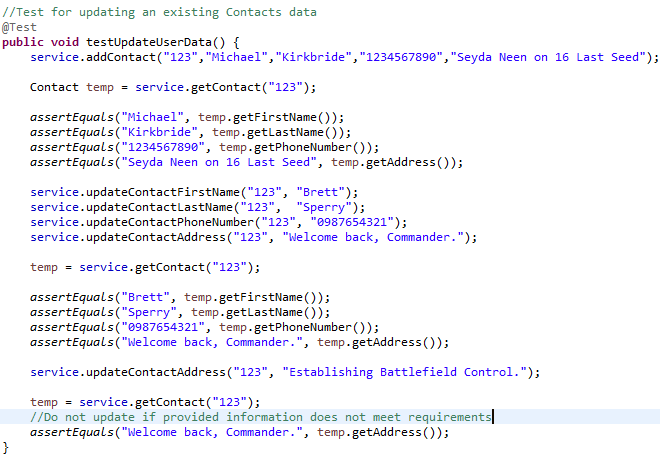 //Test for updating an existing Contacts data
@Test
public void testUpdateUserData() {
    service.addContact("123","Michael","Kirkbride","1234567890","Seyda Neen on 16 Last Seed");
    Contact temp = service.getContact("123");
    assertEquals("Michael", temp.getFirstName());
    assertEquals("Kirkbride", temp.getLastName());
    assertEquals("1234567890", temp.getPhoneNumber());
    assertEquals("Seyda Neen on 16 Last Seed", temp.getAddress());
    service.updateContactFirstName("123", "Brett");
    service.updateContactLastName("123",  "Sperry");
    service.updateContactPhoneNumber("123", "0987654321");
    service.updateContactAddress("123", "Welcome back, Commander.");
    temp = service.getContact("123");
    assertEquals("Brett", temp.getFirstName());
    assertEquals("Sperry", temp.getLastName());
    assertEquals("0987654321", temp.getPhoneNumber());
    assertEquals("Welcome back, Commander.", temp.getAddress());
    service.updateContactAddress("123", "Establishing Battlefield Control.");
    temp = service.getContact("123");
    //Do not update if provided information does not meet requirements
    assertEquals("Welcome back, Commander.", temp.getAddress());
}